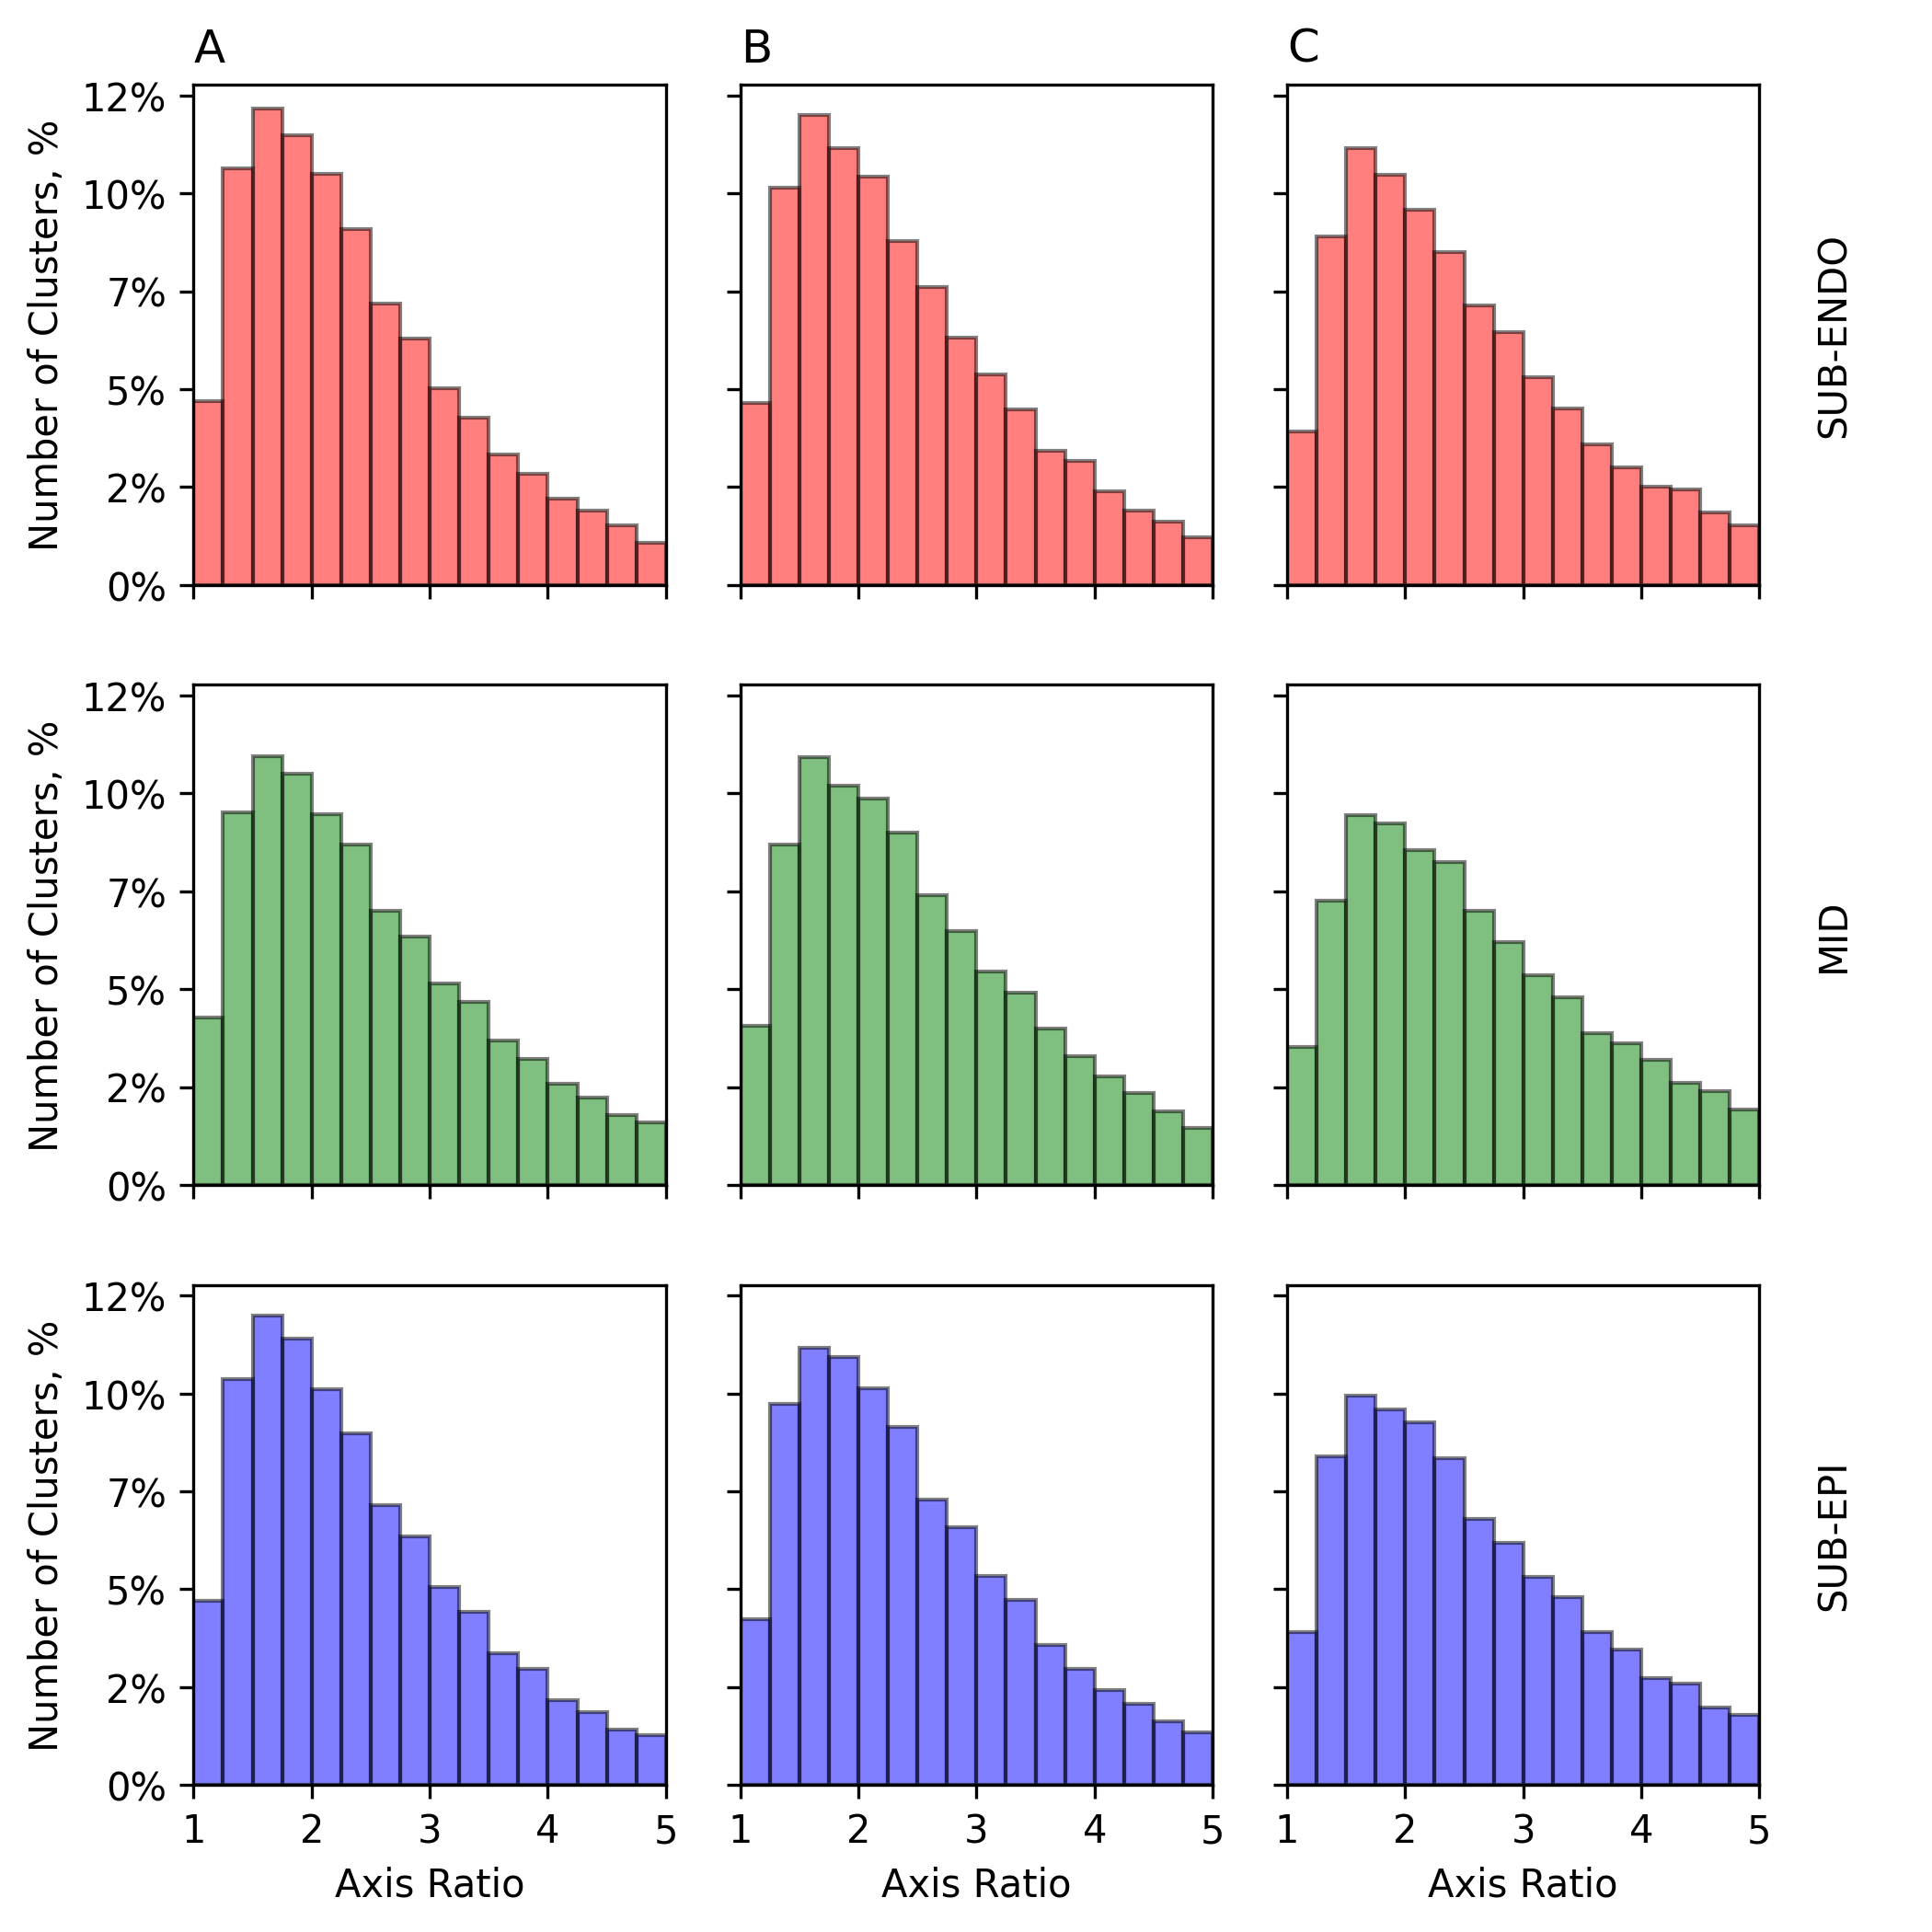 A B C
12%
10%
7%
5%
2%
0%
Number of Clusters, %
SUB-ENDO
12%
10%
7%
5%
2%
0%
Number of Clusters, %
MID
12%
10%
7%
5%
2%
0%
Number of Clusters, %
SUB-EPI
1 2 3 4 5 1 2 3 4 5 1 2 3 4 5
Axis Ratio Axis Ratio Axis Ratio